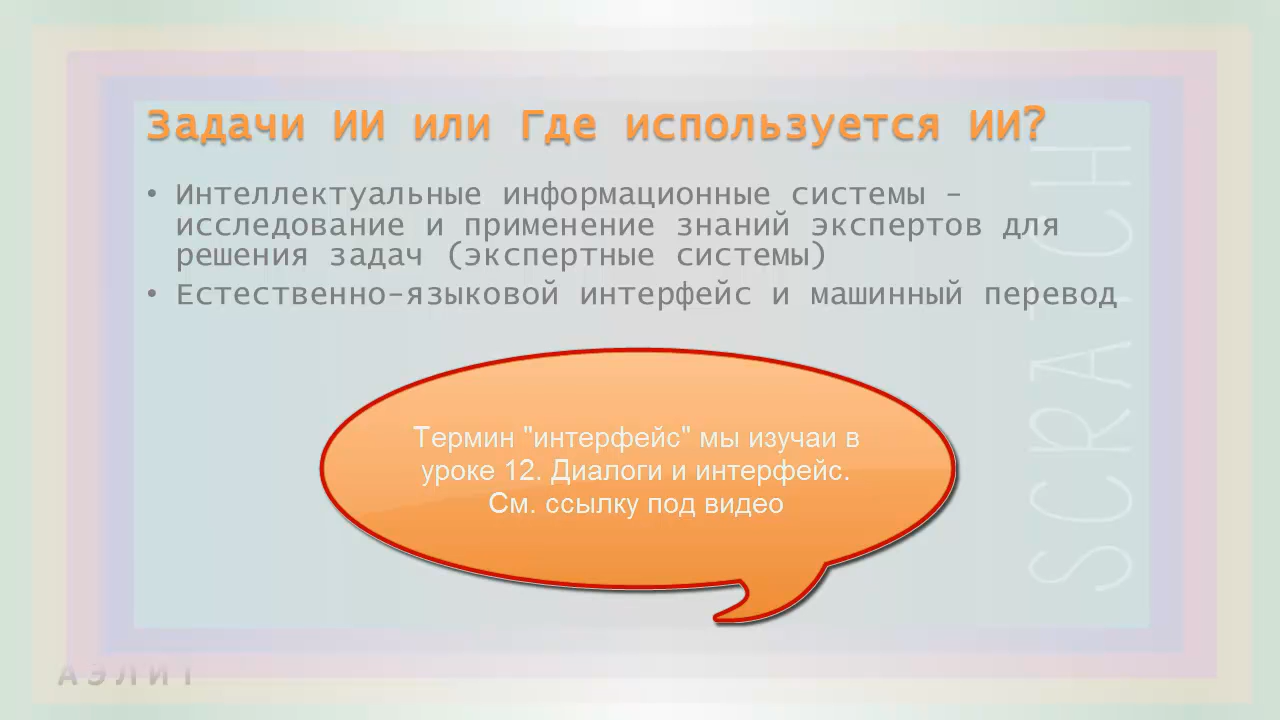 Задачи ИИ или Где используется ИИ?
• Интеллектуальные информационные системы -
исследование и применение знаний экспертов для
решения задач (экспертные системы)
• Естественно-языковой интерфейс и машинный перевод
Термин "интерфейс" мы изучаи в
уроке 12. Диалоги и интерфейс.
См. ссылку под видео
SCRATCH
АЭЛИТ